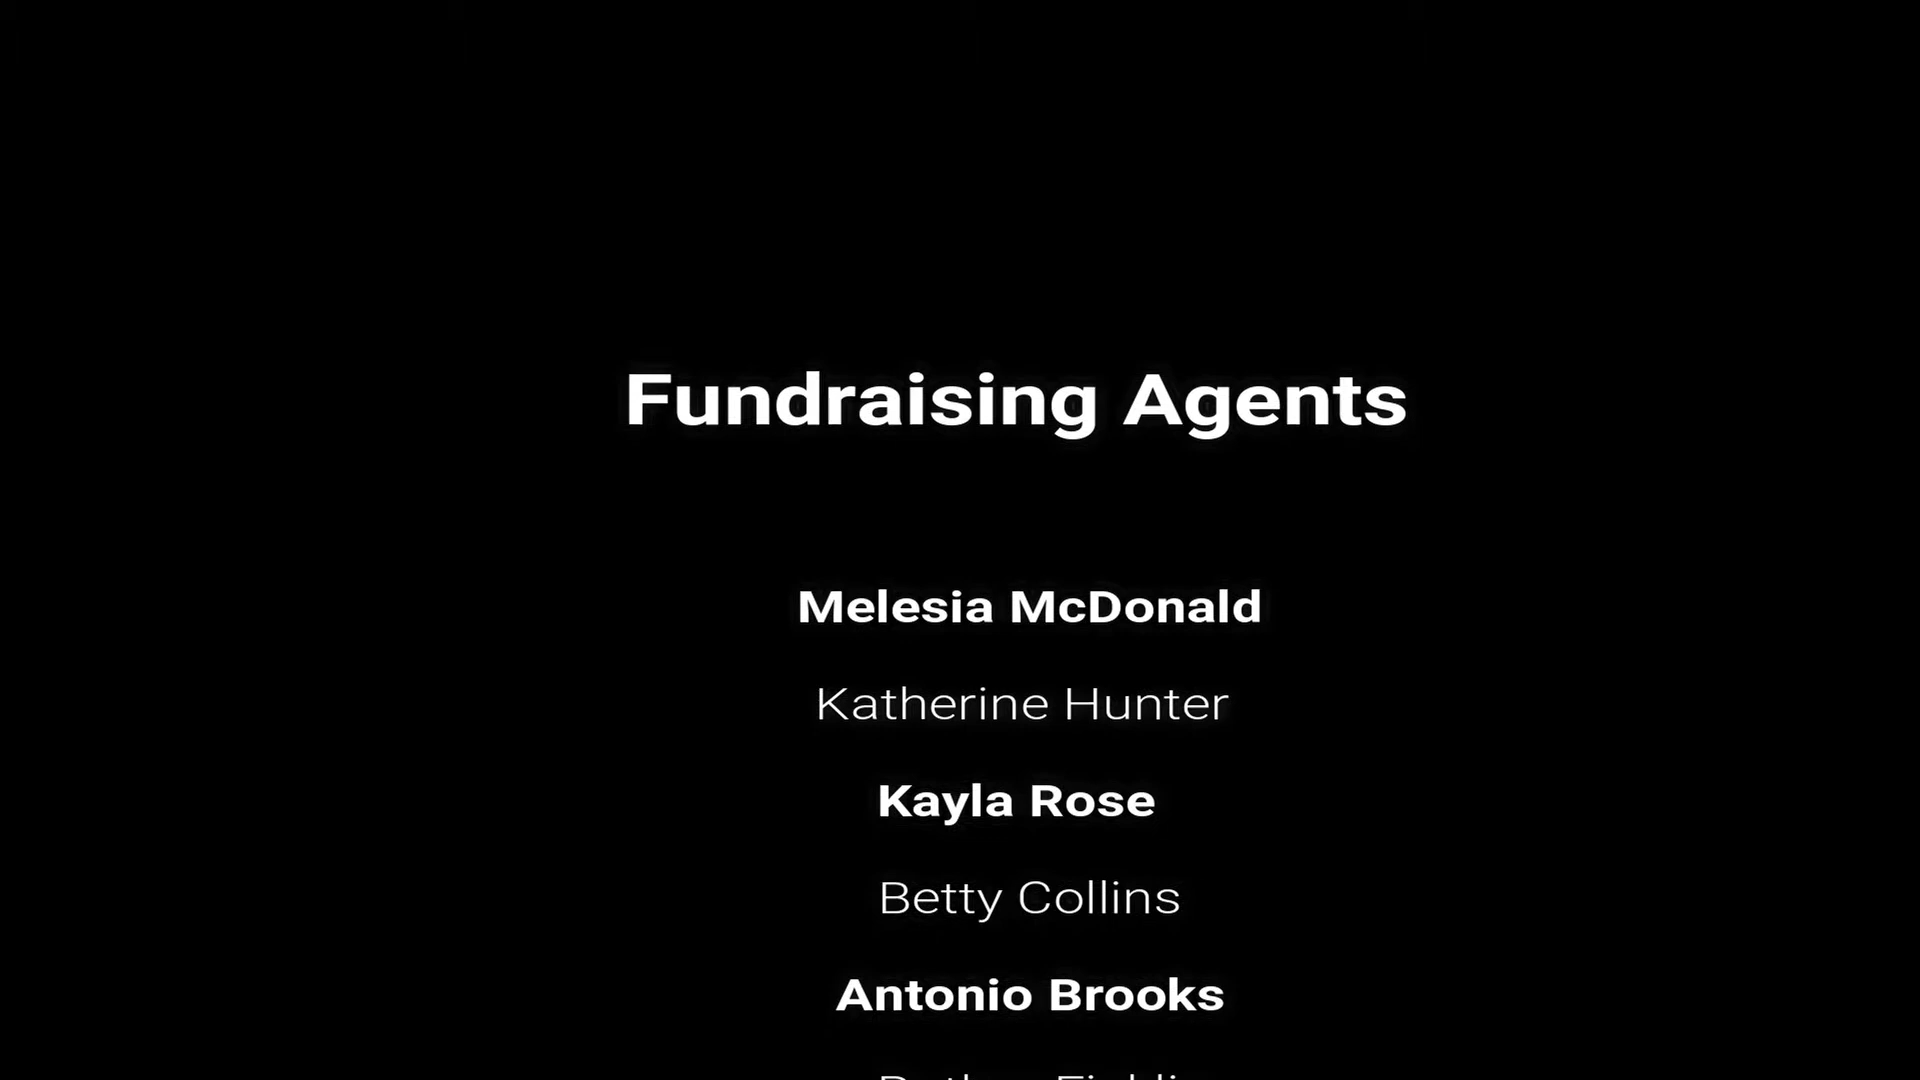 Fundraising Agents
Melesia McDonald
Katherine Hunter
Kayla Rose
Betty Collins
Antonio Brooks